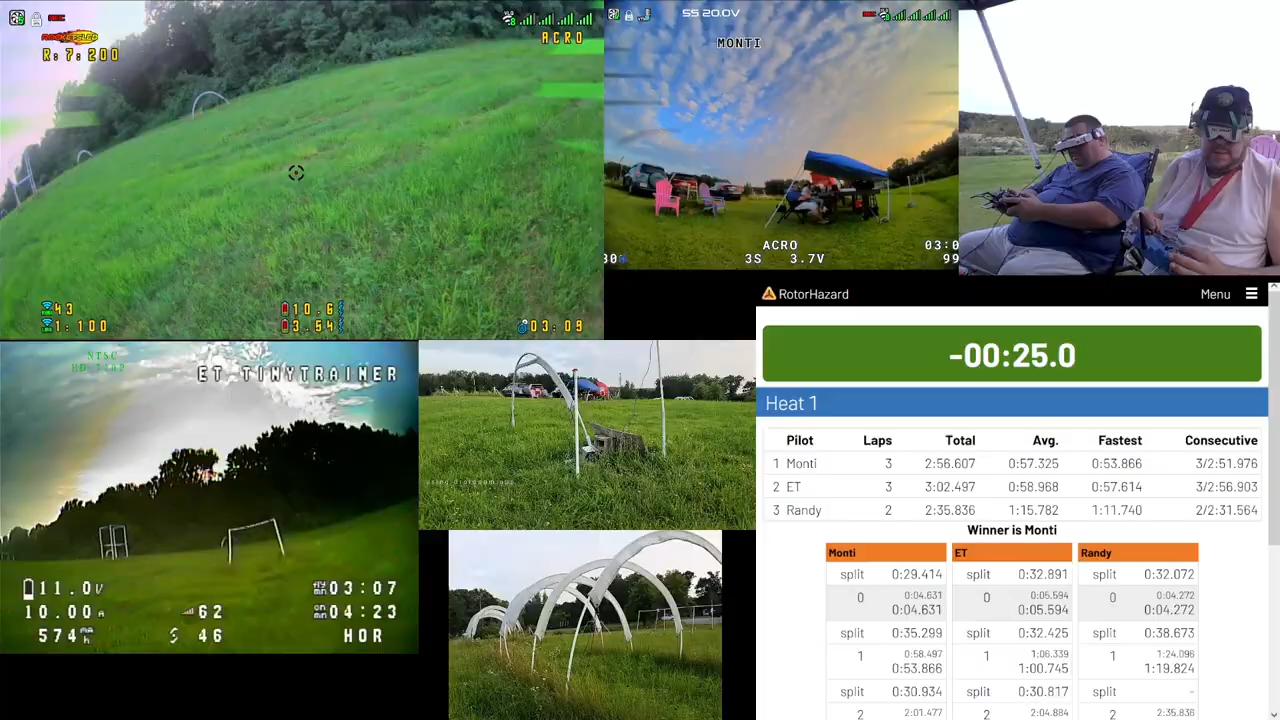 ROCKETSLED
R:7:200
ACRO
43
1:100
10.6
3.54
03:09
5S 20.0V
MONTI
ACRO
3S 3.7V
03:0
99
NTSC
ET TINYTRAINER
11.0V
10.00A
574mAh
62
46
03:07
04:23
HOR
RotorHazard
Menu
-00:25.0
Heat 1
Pilot Laps Total Avg. Fastest Consecutive
1 Monti 3 2:56.607 0:57.325 0:53.866 3/2:51.976
2 ET 3 3:02.497 0:58.968 0:57.614 3/2:56.903
3 Randy 2 2:35.836 1:15.782 1:11.740 2/2:31.564
Winner is Monti
Monti ET Randy
split 0:29.414 split 0:32.891 split 0:32.072
0:04.631 0:05.594 0:04.272
0 0:04.631 0 0:05.594 0 0:04.272
split 0:35.299 split 0:32.425 split 0:38.673
0:58.497 1:06.339 1:24.096
1 0:53.866 1 1:00.745 1 1:19.824
split 0:30.934 split 0:30.817 split -
2 2:01.477 2 2:04.884 2 2:35.836